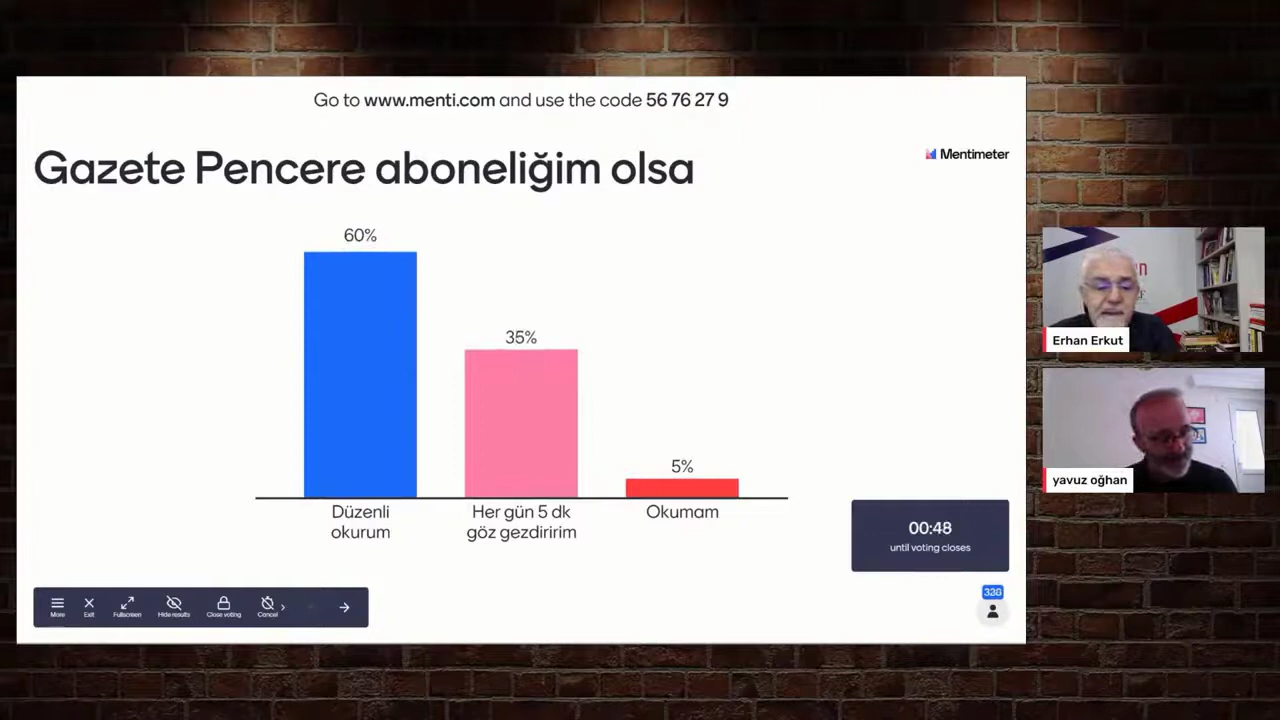 Go to www.menti.com and use the code 56 76 27 9
Gazete Pencere aboneliğim olsa
Mentimeter
60%
35%
5%
Düzenli
okurum
Her gün 5 dk
göz gezdiririm
Okumam
00:48
until voting closes
More
Exit
Fullscreen
Hide results
Close voting
Cancel
Erhan Erkut
yavuz oğhan